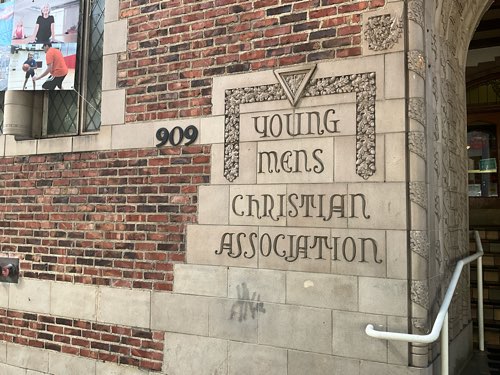 909
YOUNG
MENS
CHRISTIAN
ASSOCIATION